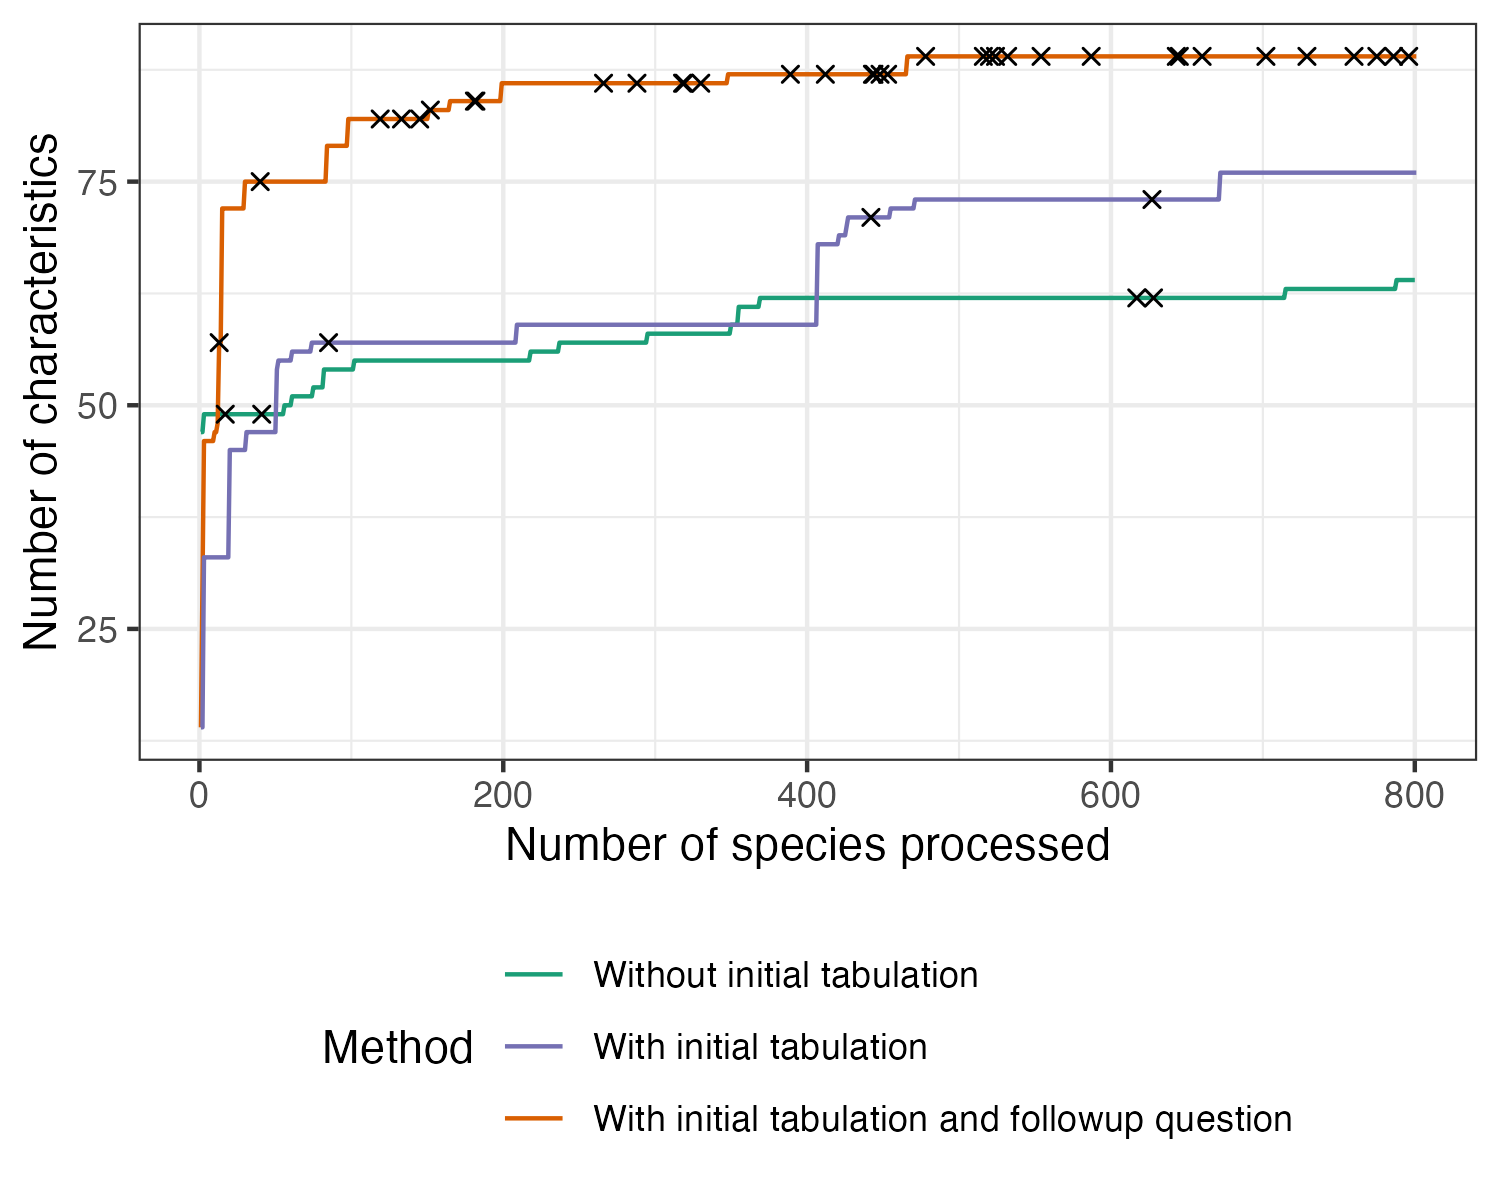 Number of characteristics
75
50
25
0 200 400 600 800
Number of species processed
Method
Without initial tabulation
With initial tabulation
With initial tabulation and followup question